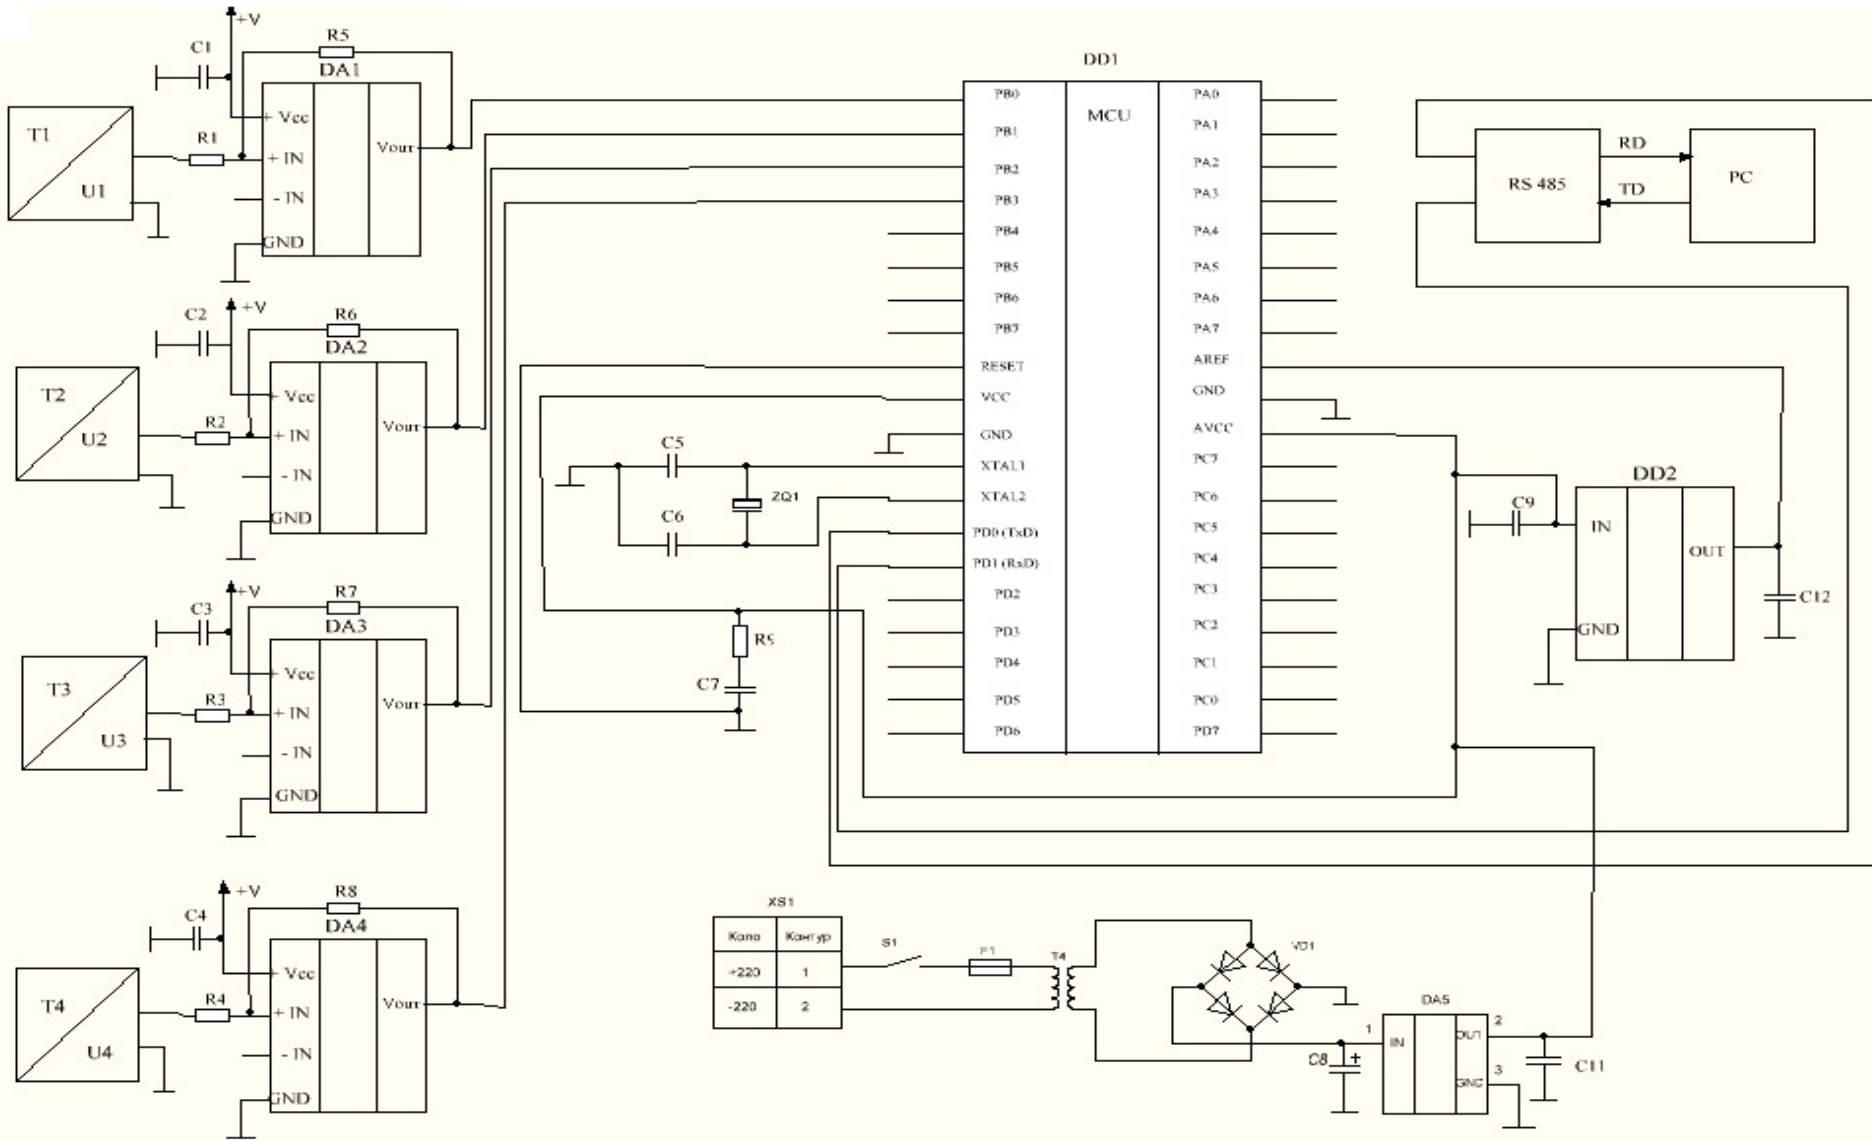 +V
C1
R5
DA1
T1
U1
R1
+ Vcc
+ IN
- IN
GND
Vout
+V
C2
R6
DA2
T2
U2
R2
+ Vcc
+ IN
- IN
GND
Vout
+V
C3
R7
DA3
T3
U3
R3
+ Vcc
+ IN
- IN
GND
Vout
+V
C4
R8
DA4
T4
U4
R4
+ Vcc
+ IN
- IN
GND
Vout
DD1
MCU
PB0
PB1
PB2
PB3
PB4
PB5
PB6
PB7
RESET
VCC
GND
XTAL1
XTAL2
PD0 (TxD)
PD1 (RxD)
PD2
PD3
PD4
PD5
PD6
PA0
PA1
PA2
PA3
PA4
PA5
PA6
PA7
AREF
GND
AVCC
PC7
PC6
PC5
PC4
PC3
PC2
PC1
PC0
PD7
C5
C6
ZQ1
R9
C7
RS 485
RD
TD
PC
DD2
C9
IN
OUT
GND
C12
XS1
Кола Контур
+220 1
-220 2
S1
F1
T4
VD1
C8 +
DA5
1 IN
OUT 2
GND 3
C11